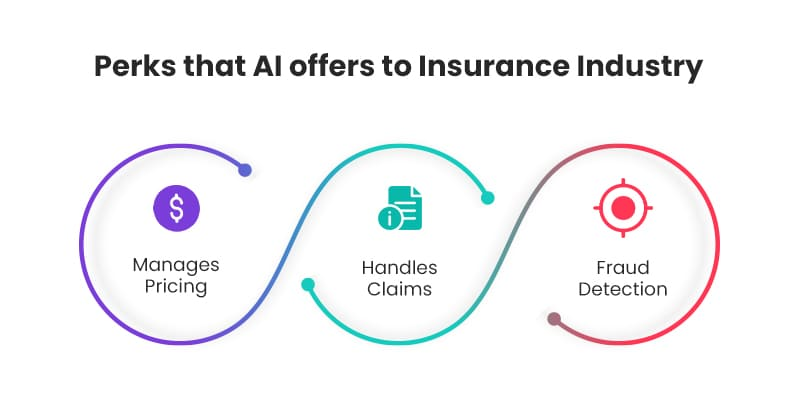 Perks that AI offers to Insurance Industry
$
Manages
Pricing
i
Handles
Claims
Fraud
Detection